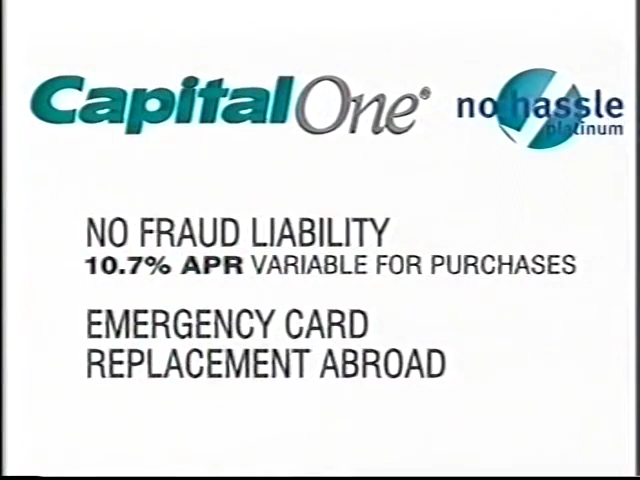 CapitalOne®
no hassle
platinum
NO FRAUD LIABILITY
10.7% APR VARIABLE FOR PURCHASES
EMERGENCY CARD
REPLACEMENT ABROAD